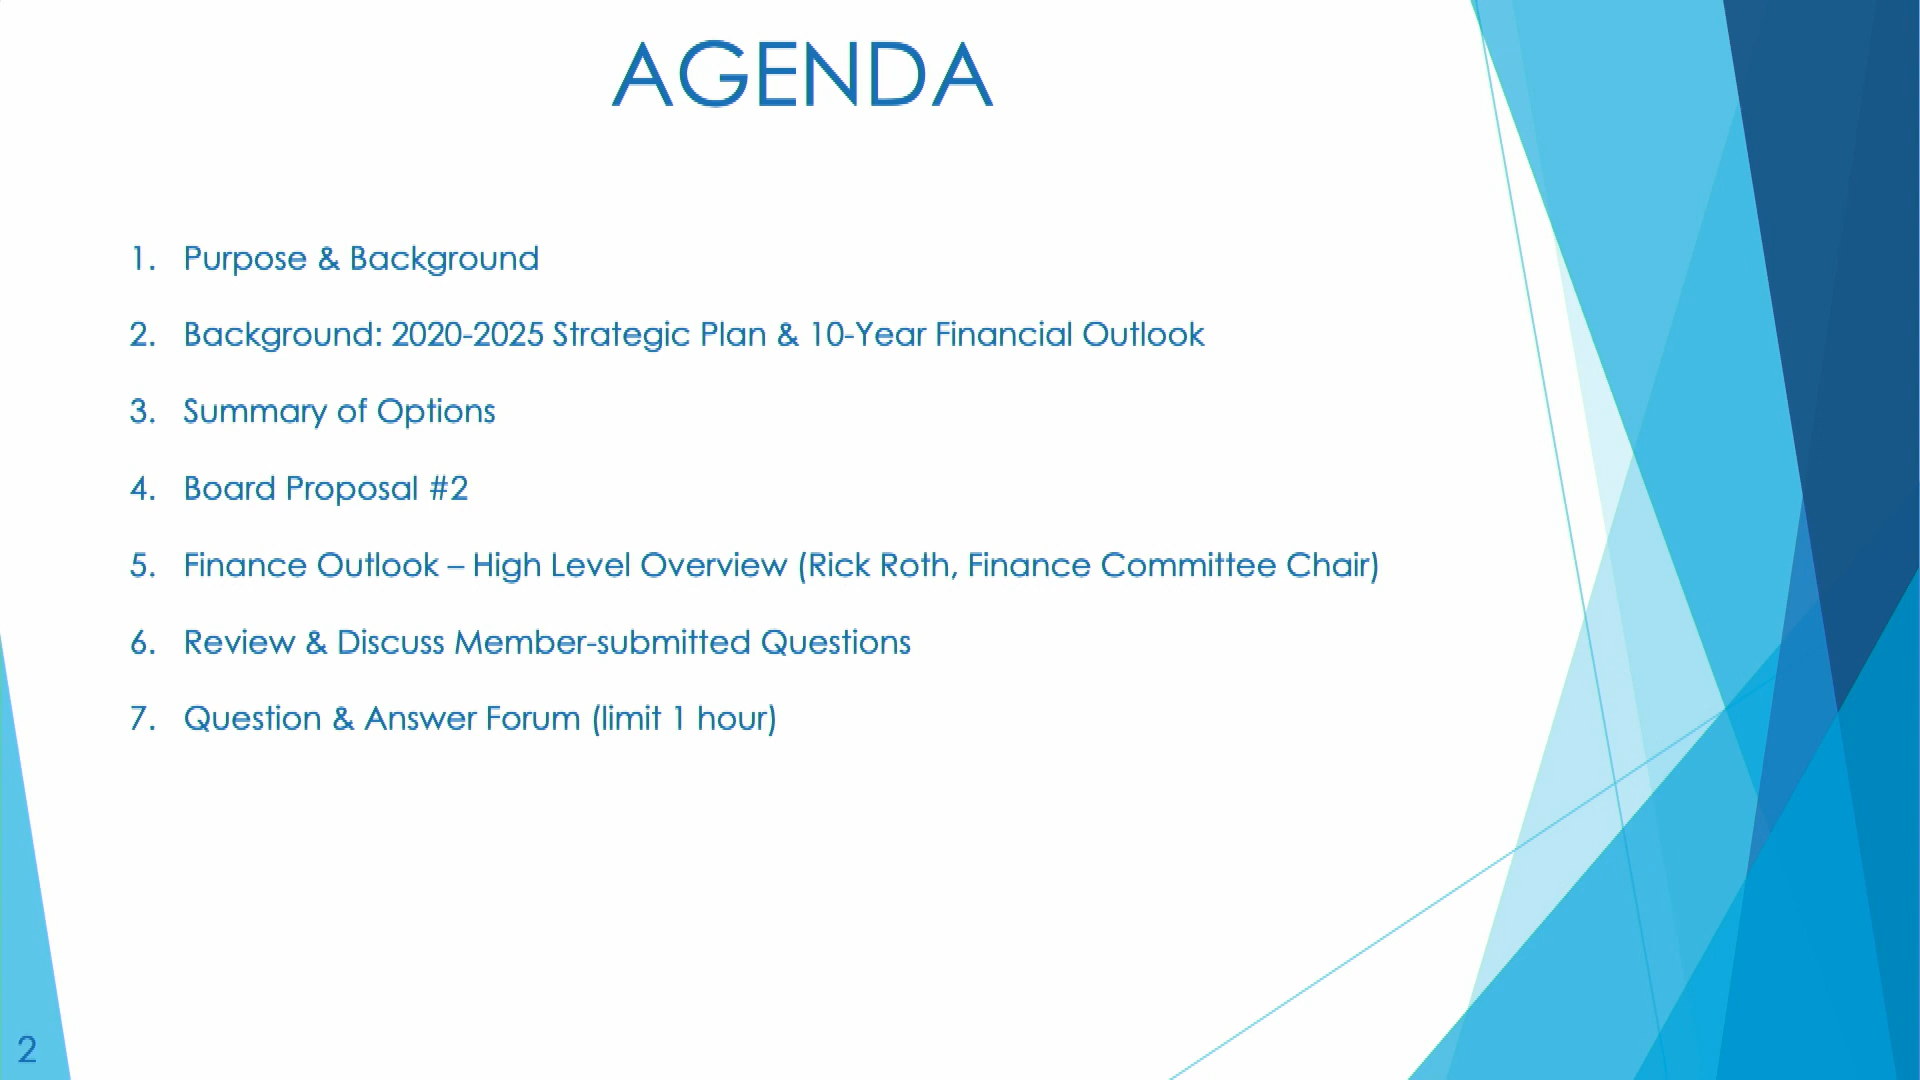 AGENDA
1. Purpose & Background
2. Background: 2020-2025 Strategic Plan & 10-Year Financial Outlook
3. Summary of Options
4. Board Proposal #2
5. Finance Outlook – High Level Overview (Rick Roth, Finance Committee Chair)
6. Review & Discuss Member-submitted Questions
7. Question & Answer Forum (limit 1 hour)
2